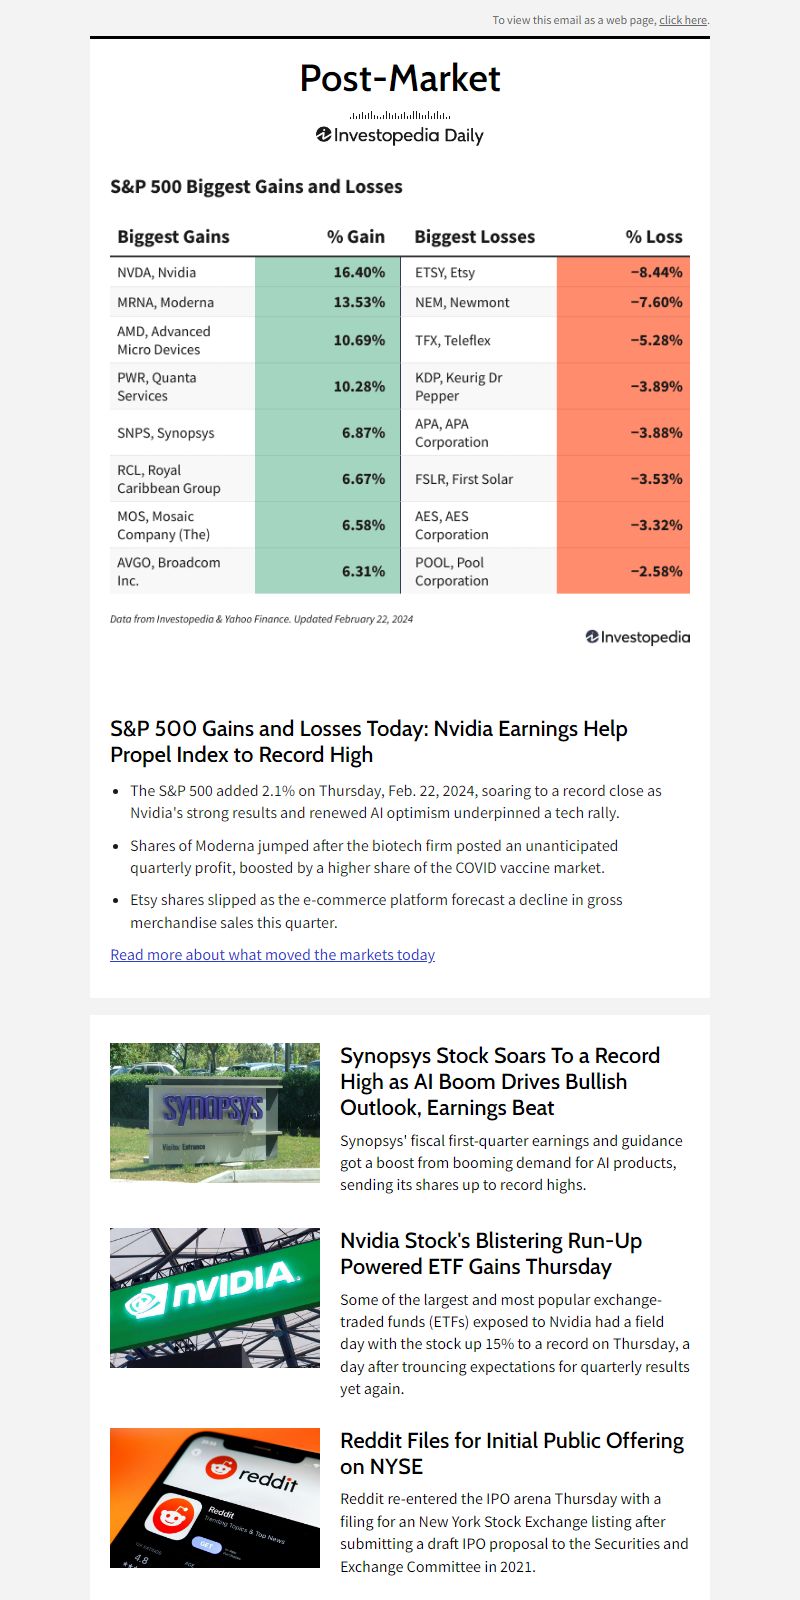 To view this email as a web page, click here.
Post-Market
Investopedia Daily
S&P 500 Biggest Gains and Losses
Biggest Gains % Gain Biggest Losses % Loss
NVDA, Nvidia 16.40% ETSY, Etsy −8.44%
MRNA, Moderna 13.53% NEM, Newmont −7.60%
AMD, Advanced
Micro Devices 10.69% TFX, Teleflex −5.28%
PWR, Quanta
Services 10.28% KDP, Keurig Dr
Pepper −3.89%
SNPS, Synopsys 6.87% APA, APA
Corporation −3.88%
RCL, Royal
Caribbean Group 6.67% FSLR, First Solar −3.53%
MOS, Mosaic
Company (The) 6.58% AES, AES
Corporation −3.32%
AVGO, Broadcom
Inc. 6.31% POOL, Pool
Corporation −2.58%
Data from Investopedia & Yahoo Finance. Updated February 22, 2024
Investopedia
S&P 500 Gains and Losses Today: Nvidia Earnings Help
Propel Index to Record High
• The S&P 500 added 2.1% on Thursday, Feb. 22, 2024, soaring to a record close as
Nvidia's strong results and renewed AI optimism underpinned a tech rally.
• Shares of Moderna jumped after the biotech firm posted an unanticipated
quarterly profit, boosted by a higher share of the COVID vaccine market.
• Etsy shares slipped as the e-commerce platform forecast a decline in gross
merchandise sales this quarter.
Read more about what moved the markets today
SYNOPSYS
Visitor Entrance
Synopsys Stock Soars To a Record
High as AI Boom Drives Bullish
Outlook, Earnings Beat
Synopsys' fiscal first-quarter earnings and guidance
got a boost from booming demand for AI products,
sending its shares up to record highs.
NVIDIA.
Nvidia Stock's Blistering Run-Up
Powered ETF Gains Thursday
Some of the largest and most popular exchange-
traded funds (ETFs) exposed to Nvidia had a field
day with the stock up 15% to a record on Thursday, a
day after trouncing expectations for quarterly results
yet again.
reddit
Reddit
Trending Topics & Top News
GET
4.8
Reddit Files for Initial Public Offering
on NYSE
Reddit re-entered the IPO arena Thursday with a
filing for an New York Stock Exchange listing after
submitting a draft IPO proposal to the Securities and
Exchange Committee in 2021.